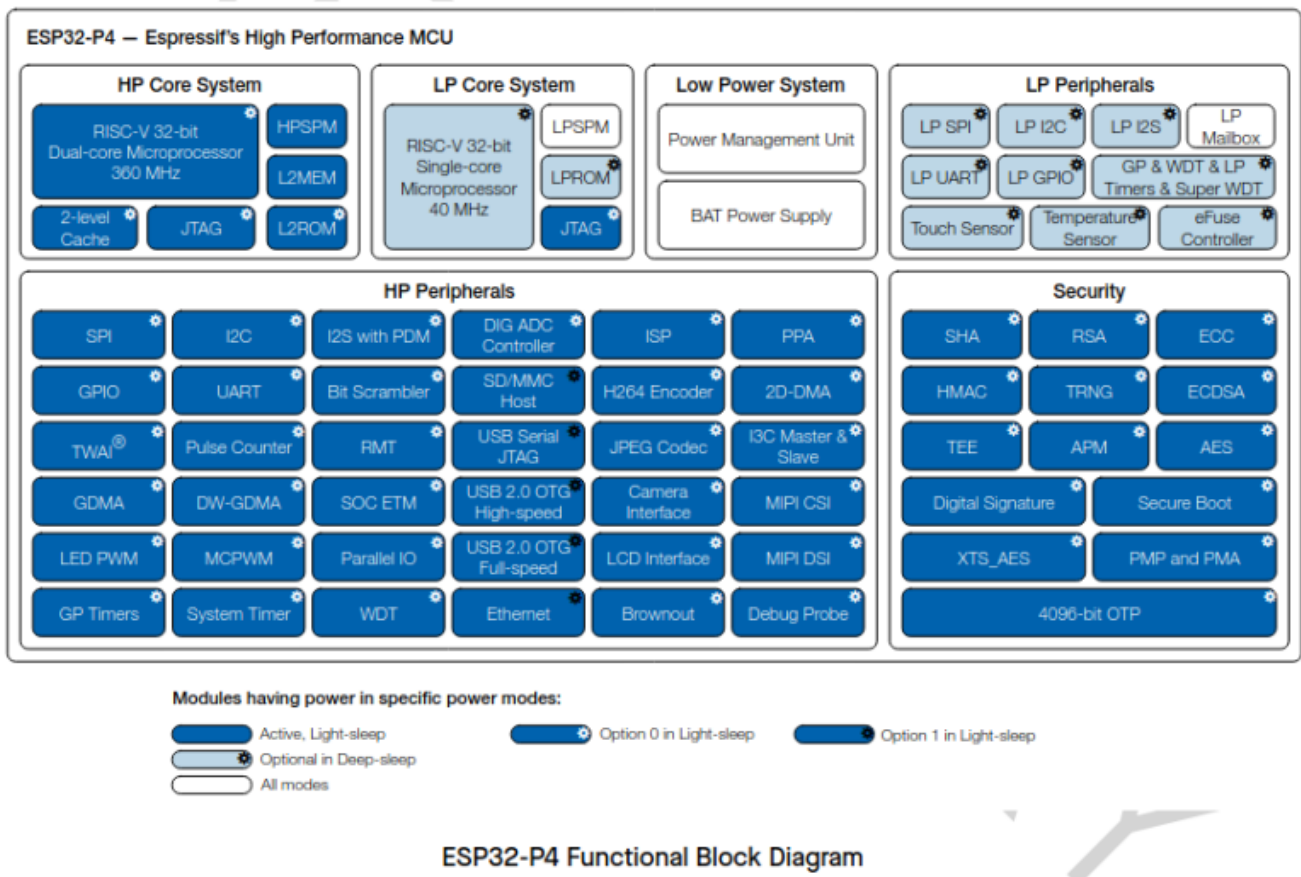 ESP32-P4 — Espressif's High Performance MCU
HP Core System
RISC-V 32-bit
Dual-core Microprocessor
360 MHz
HPSPM
L2MEM
2-level
Cache
JTAG
L2ROM
LP Core System
RISC-V 32-bit
Single-core
Microprocessor
40 MHz
LPSPM
LPROM
JTAG
Low Power System
Power Management Unit
BAT Power Supply
LP Peripherals
LP SPI
LP I2C
LP I2S
LP
Mailbox
LP UART
LP GPIO
GP & WDT & LP
Timers & Super WDT
Touch Sensor
Temperature
Sensor
eFuse
Controller
HP Peripherals
SPI
I2C
I2S with PDM
DIG ADC
Controller
ISP
PPA
GPIO
UART
Bit Scrambler
SD/MMC
Host
H264 Encoder
2D-DMA
TWAI®
Pulse Counter
RMT
USB Serial
JTAG
JPEG Codec
I3C Master &
Slave
GDMA
DW-GDMA
SOC ETM
USB 2.0 OTG
High-speed
Camera
Interface
MIPI CSI
LED PWM
MCPWM
Parallel IO
USB 2.0 OTG
Full-speed
LCD Interface
MIPI DSI
GP Timers
System Timer
WDT
Ethernet
Brownout
Debug Probe
Security
SHA
RSA
ECC
HMAC
TRNG
ECDSA
TEE
APM
AES
Digital Signature
Secure Boot
XTS_AES
PMP and PMA
4096-bit OTP
Modules having power in specific power modes:
Active, Light-sleep
Option 0 in Light-sleep
Option 1 in Light-sleep
Optional in Deep-sleep
All modes
ESP32-P4 Functional Block Diagram